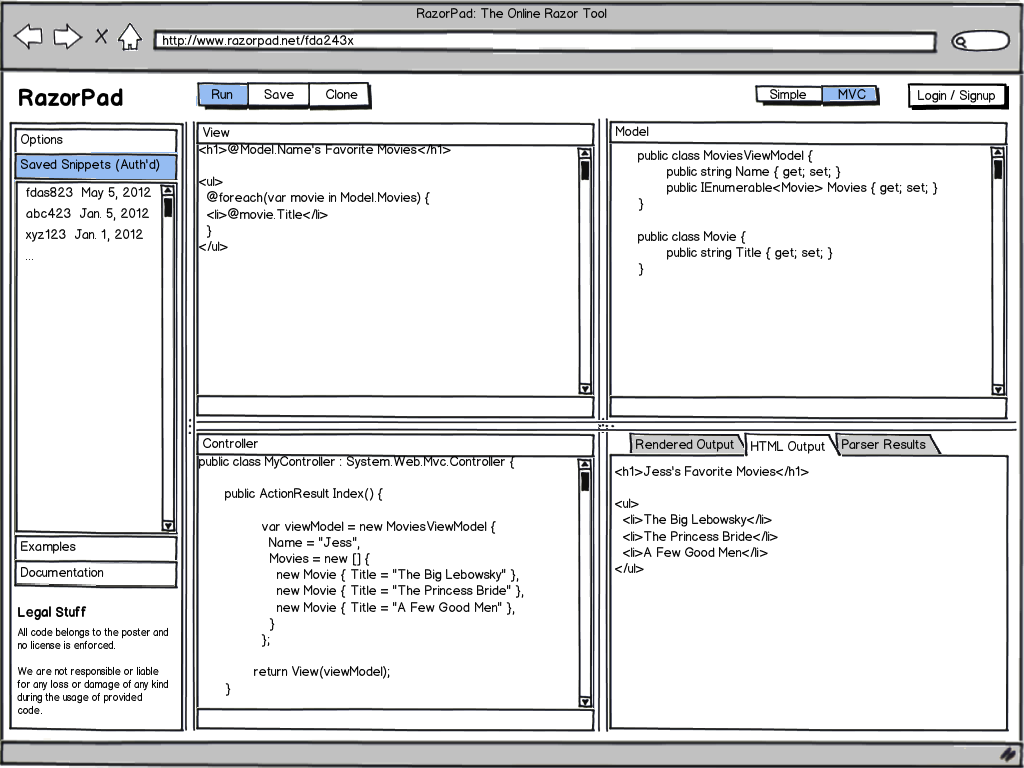 RazorPad: The Online Razor Tool
http://www.razorpad.net/fda243x
RazorPad
Run Save Clone
Simple MVC
Login / Signup
Options
Saved Snippets (Auth'd)
fdas823 May 5, 2012
abc423 Jan. 5, 2012
xyz123 Jan. 1, 2012
...
Examples
Documentation
Legal Stuff
All code belongs to the poster and
no license is enforced.
We are not responsible or liable
for any loss or damage of any kind
during the usage of provided
code.
View
<h1>@Model.Name's Favorite Movies</h1>
<ul>
@foreach(var movie in Model.Movies) {
<li>@movie.Title</li>
}
</ul>
Model
public class MoviesViewModel {
public string Name { get; set; }
public IEnumerable<Movie> Movies { get; set; }
}
public class Movie {
public string Title { get; set; }
}
Controller
public class MyController : System.Web.Mvc.Controller {
public ActionResult Index() {
var viewModel = new MoviesViewModel {
Name = "Jess",
Movies = new [] {
new Movie { Title = "The Big Lebowsky" },
new Movie { Title = "The Princess Bride" },
new Movie { Title = "A Few Good Men" },
}
};
return View(viewModel);
}
Rendered Output HTML Output Parser Results
<h1>Jess's Favorite Movies</h1>
<ul>
<li>The Big Lebowsky</li>
<li>The Princess Bride</li>
<li>A Few Good Men</li>
</ul>